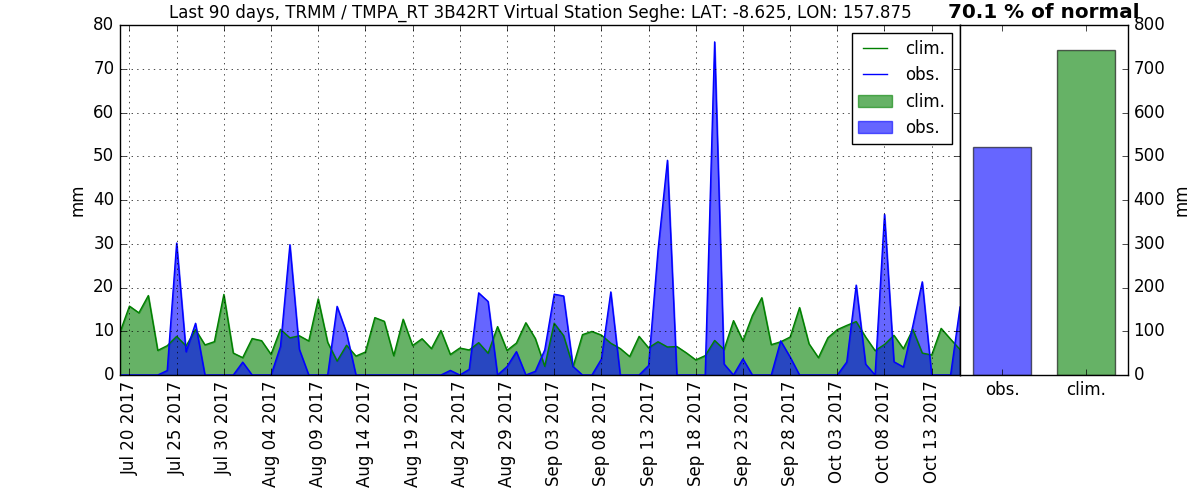 Last 90 days, TRMM / TMPA_RT 3B42RT Virtual Station Seghe: LAT: -8.625, LON: 157.875
70.1 % of normal
mm
80
70
60
50
40
30
20
10
0
clim.
obs.
clim.
obs.
800
700
600
500
400
300
200
100
0
mm
Jul 20 2017
Jul 25 2017
Jul 30 2017
Aug 04 2017
Aug 09 2017
Aug 14 2017
Aug 19 2017
Aug 24 2017
Aug 29 2017
Sep 03 2017
Sep 08 2017
Sep 13 2017
Sep 18 2017
Sep 23 2017
Sep 28 2017
Oct 03 2017
Oct 08 2017
Oct 13 2017
obs.
clim.